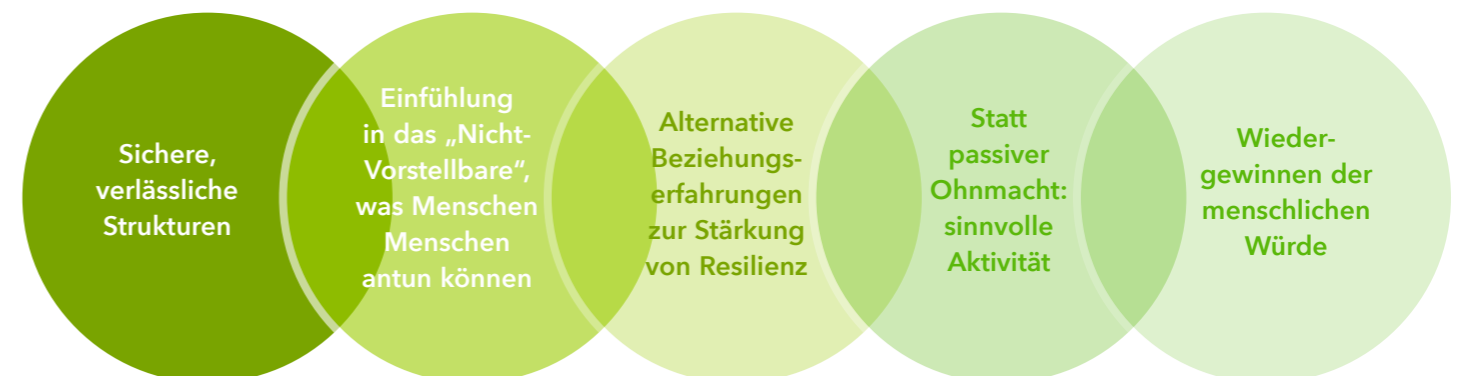 Sichere,
verlässliche
Strukturen
Einfühlung
in das „Nicht-
Vorstellbare“,
was Menschen
Menschen
antun können
Alternative
Beziehungs-
erfahrungen
zur Stärkung
von Resilienz
Statt
passiver
Ohnmacht:
sinnvolle
Aktivität
Wieder-
gewinnen der
menschlichen
Würde